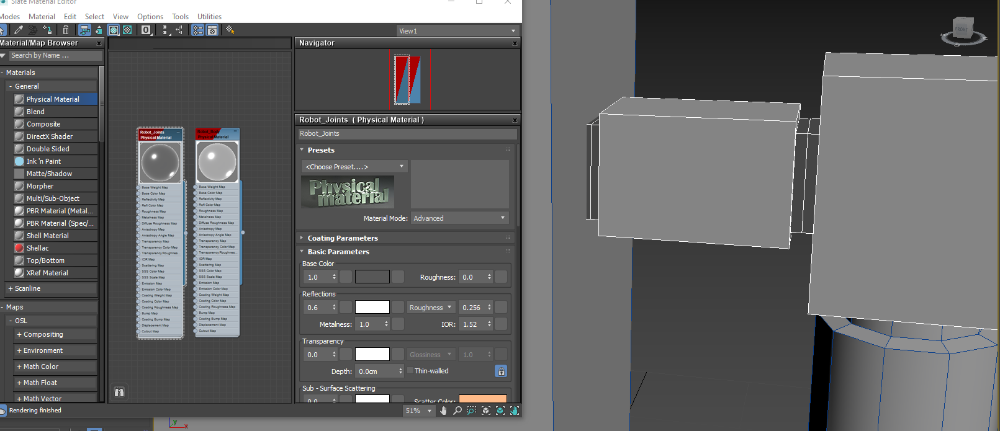 Slate Material Editor
Modes Material Edit Select View Options Tools Utilities
0
View1
Material/Map Browser x
Search by Name ...
- Materials
- General
Physical Material
Blend
Composite
DirectX Shader
Double Sided
Ink 'n Paint
Matte/Shadow
Morpher
Multi/Sub-Object
PBR Material (Metal...
PBR Material (Spec/...
Shell Material
Shellac
Top/Bottom
XRef Material
+ Scanline
- Maps
- OSL
+ Compositing
+ Environment
+ Math Color
+ Math Float
+ Math Vector
Rendering finished
Robot_Joints
Physical Material
Base Weight Map
Base Color Map
Reflectivity Map
Refl Color Map
Roughness Map
Metalness Map
Diffuse Roughness Map
Anisotropy Map
Anisotropy Angle Map
Transparency Map
Transparency Color Map
Transparency Roughnes...
IOR Map
Scattering Map
SSS Color Map
SSS Scale Map
Emission Map
Emission Color Map
Coating Weight Map
Coating Color Map
Coating Roughness Map
Bump Map
Coating Bump Map
Displacement Map
Cutout Map
Physical Material
Base Weight Map
Base Color Map
Reflectivity Map
Refl Color Map
Roughness Map
Metalness Map
Diffuse Roughness Map
Anisotropy Map
Anisotropy Angle Map
Transparency Map
Transparency Color Map
Transparency Roughnes...
IOR Map
Scattering Map
SSS Color Map
SSS Scale Map
Emission Map
Emission Color Map
Coating Weight Map
Coating Color Map
Coating Roughness Map
Bump Map
Coating Bump Map
Displacement Map
Cutout Map
Navigator x
Robot_Joints ( Physical Material ) x
Robot_Joints
Presets
<Choose Preset....>
Physical material
Material Mode: Advanced
Coating Parameters
Basic Parameters
Base Color
1.0 Roughness: 0.0
Reflections
0.6 Roughness 0.256
Metalness: 1.0 IOR: 1.52
Transparency
0.0 Glossiness 1.0
Depth: 0.0cm Thin-walled
Sub - Surface Scattering
0.0 Scatter Color:
51%
FRONT
S
y
x